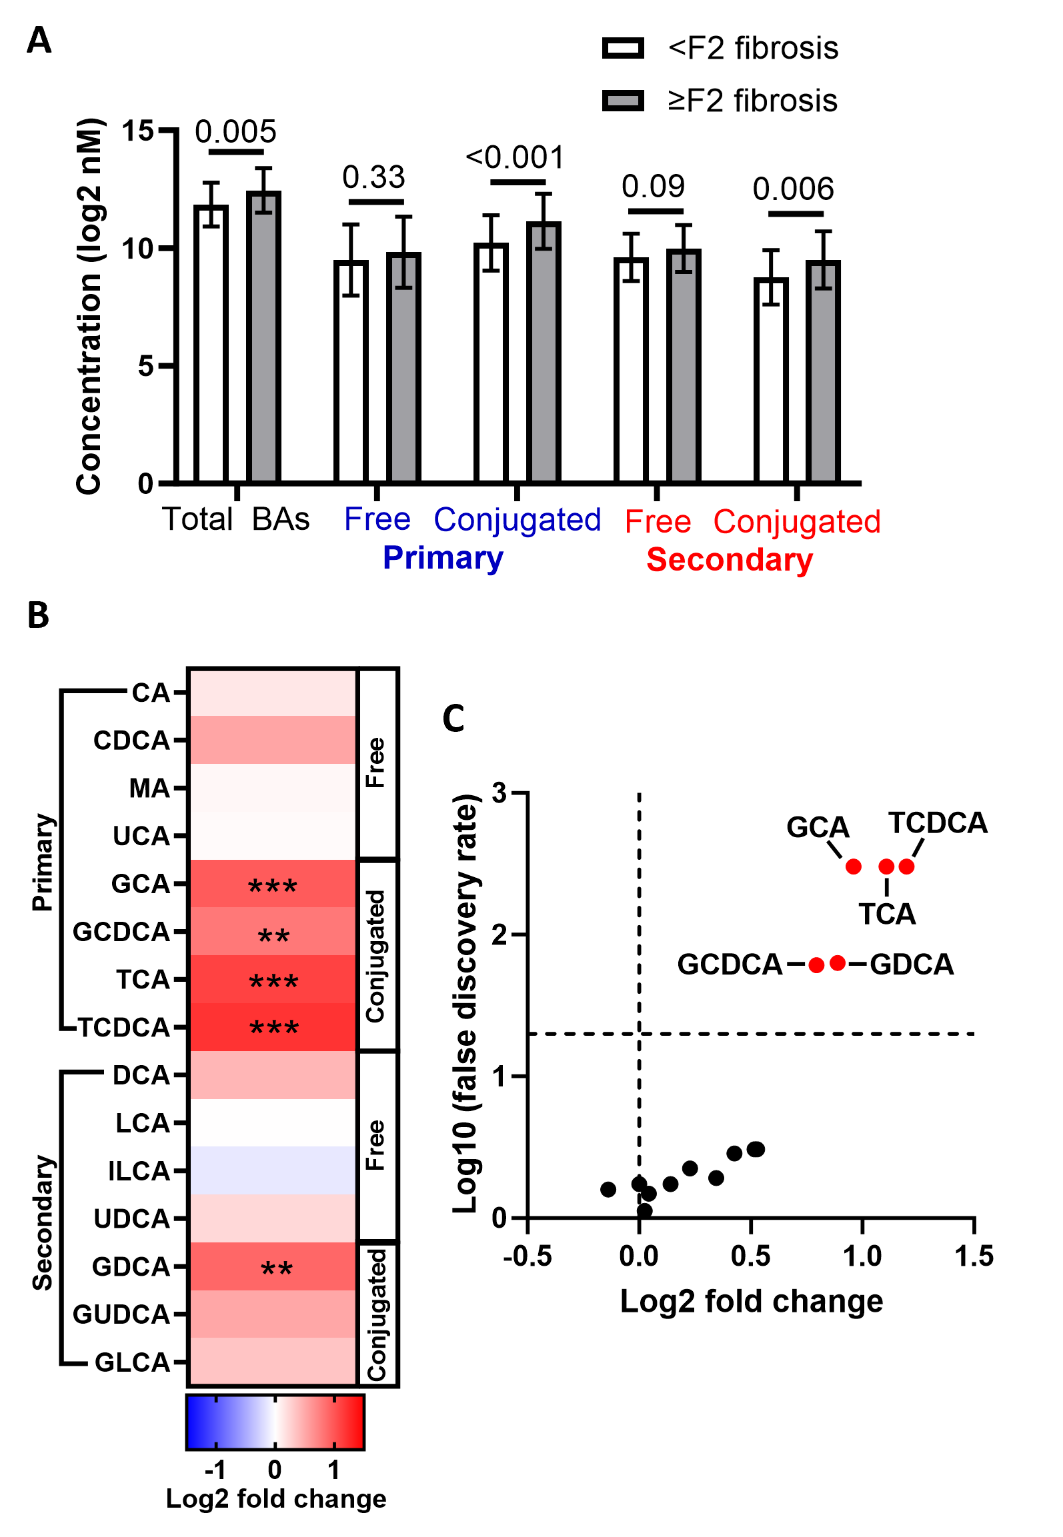 A
<F2 fibrosis
≥F2 fibrosis
Concentration (log2 nM)
15
10
5
0
0.005
0.33
<0.001
0.09
0.006
Total BAs
Free
Conjugated
Free
Conjugated
Primary
Secondary
B
Primary
Secondary
CA
CDCA
MA
UCA
GCA ***
GCDCA **
TCA ***
TCDCA ***
DCA
LCA
ILCA
UDCA
GDCA **
GUDCA
GLCA
Free
Conjugated
Free
Conjugated
-1 0 1
Log2 fold change
C
Log10 (false discovery rate)
3
2
1
0
GCA
TCDCA
TCA
GCDCA
GDCA
-0.5 0.0 0.5 1.0 1.5
Log2 fold change